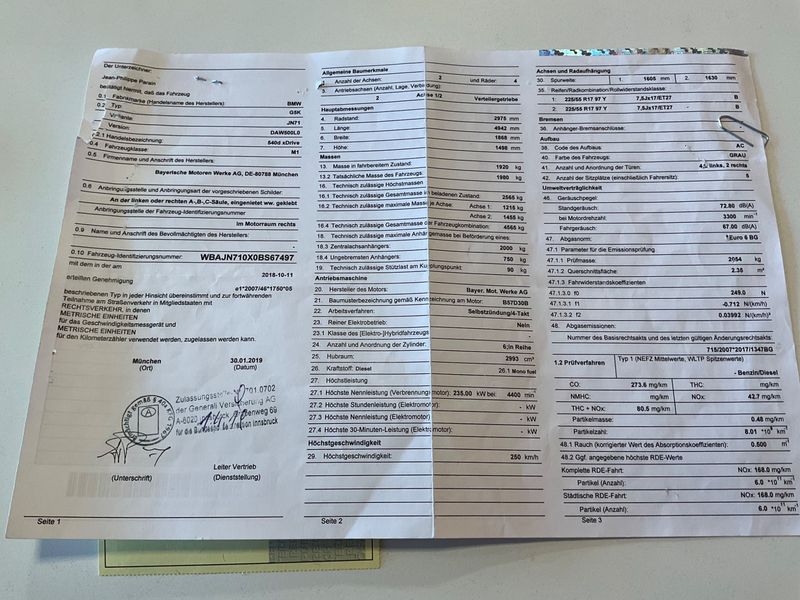 Der Unterzeichner:
Jean-Philippe Parain
bestätigt hiermit, daß das Fahrzeug
0.1 Fabrikmarke (Handelsname des Herstellers): BMW
0.2 Typ: G5K
Variante: JN71
Version: DAW500L0
0.2.1 Handelsbezeichnung: 540d xDrive
0.4 Fahrzeugklasse: M1
0.5 Firmenname und Anschrift des Herstellers:
Bayerische Motoren Werke AG, DE-80788 München
0.6 Anbringungsstelle und Anbringungsart der vorgeschriebenen Schilder:
An der linken oder rechten A-,B-,C-Säule, eingenietet ww. geklebt
Anbringungsstelle der Fahrzeug-Identifizierungsnummer:
Im Motorraum rechts
0.9 Name und Anschrift des Bevollmächtigten des Herstellers:
-
0.10 Fahrzeug-Identifizierungsnummer: WBAJN710X0BS67497
mit dem in der am 2018-10-11
erteilten Genehmigung e1*2007/46*1750*05
beschriebenen Typ in jeder Hinsicht übereinstimmt und zur fortwährenden
Teilnahme am Straßenverkehr in Mitgliedstaaten mit
RECHTSVERKEHR, in denen
METRISCHE EINHEITEN
für das Geschwindigkeitsmessgerät und
METRISCHE EINHEITEN
für den Kilometerzähler verwendet werden, zugelassen werden kann.
München 30.01.2019
(Ort) (Datum)
Zulassungsstelle 701.0702
der Generali Versicherung AG
A-6020
für die
Innsbruck
Leiter Vertrieb
(Unterschrift) (Dienststellung)
Seite 1
Allgemeine Baumerkmale
1. Anzahl der Achsen: 2 und Räder: 4
3. Antriebsachsen (Anzahl, Lage, Verbindung)
2 Achse 1/2 Verteilergetriebe
Hauptabmessungen
4. Radstand: 2975 mm
5. Länge: 4942 mm
6. Breite: 1868 mm
7. Höhe: 1498 mm
Massen
13. Masse in fahrbereitem Zustand: 1920 kg
13.2 Tatsächliche Masse des Fahrzeugs: 1980 kg
16. Technisch zulässige Höchstmassen
16.1 Technisch zulässige Gesamtmasse im beladenen Zustand: 2565 kg
16.2 Technisch zulässige maximale Masse je Achse: Achse 1: 1215 kg
Achse 2: 1455 kg
16.4 Technisch zulässige Gesamtmasse der Fahrzeugkombination: 4565 kg
18. Technisch zulässige maximale Anhängemasse bei Beförderung eines:
18.3 Zentralachsanhängers: 2000 kg
18.4 Ungebremsten Anhängers: 750 kg
19. Technisch zulässige Stützlast am Kupplungspunkt: 90 kg
Antriebsmaschine
20. Hersteller des Motors: Bayer. Mot. Werke AG
21. Baumusterbezeichnung gemäß Kennzeichnung am Motor: B57D30B
22. Arbeitsverfahren: Selbstzündung/4-Takt
23. Reiner Elektrobetrieb: Nein
23.1 Klasse des [Elektro-]Hybridfahrzeugs: -
24. Anzahl und Anordnung der Zylinder: 6;in Reihe
25. Hubraum: 2993 cm³
26. Kraftstoff: Diesel 26.1 Mono fuel
27. Höchstleistung
27.1 Höchste Nennleistung (Verbrennungsmotor): 235.00 kW bei 4400 min⁻¹
27.2 Höchste Stundenleistung (Elektromotor) - kW
27.3 Höchste Nennleistung (Elektromotor) - kW
27.4 Höchste 30-Minuten-Leistung (Elektromotor) - kW
Höchstgeschwindigkeit
29. Höchstgeschwindigkeit: 250 km/h
Seite 2
Achsen und Radaufhängung
30. Spurweite: 1. 1605 mm 2. 1630 mm
35. Reifen/Radkombination/Rollwiderstandsklasse:
1: 225/55 R17 97 Y 7,5Jx17/ET27 B
2: 225/55 R17 97 Y 7,5Jx17/ET27 B
Bremsen
36. Anhänger-Bremsanschlüsse: -
Aufbau
38. Code des Aufbaus AC
40. Farbe des Fahrzeugs: GRAU
41. Anzahl und Anordnung der Türen: links, 2 rechts
42. Anzahl der Sitzplätze (einschließlich Fahrersitz): 5
Umweltverträglichkeit
46. Geräuschpegel:
Standgeräusch: 72.80 dB(A)
bei Motordrehzahl: 3300 min⁻¹
Fahrgeräusch: 67.00 dB(A)
47. Abgasnorm: Euro 6 BG
47.1 Parameter für die Emissionsprüfung
47.1.1 Prüfmasse: 2054 kg
47.1.2 Querschnittsfläche: 2.35 m²
47.1.3 Fahrwiderstandskoeffizienten
47.1.3.0 f0 249.0 N
47.1.3.1 f1 -0.712 N/(km/h)
47.1.3.2 f2 0.03992 N/(km/h)²
48. Abgasemissionen:
Nummer des Basisrechtsakts und des letzten gültigen Änderungsrechtsakts:
715/2007*2017/1347BG
1.2 Prüfverfahren Typ 1 (NEFZ Mittelwerte, WLTP Spitzenwerte)
- Benzin/Diesel
CO: 273.6 mg/km THC: mg/km
NMHC: - mg/km NOx: 42.7 mg/km
THC + NOx: 80.5 mg/km
Partikelmasse: 0.48 mg/km
Partikelzahl: 8.01 km⁻¹
48.1 Rauch (korrigierter Wert des Absorptionskoeffizienten): 0.500 m⁻¹
48.2 Ggf. angegebene höchste RDE-Werte
Komplette RDE-Fahrt: NOx: 168.0 mg/km
Partikel (Anzahl): 6.0 *10¹¹ km⁻¹
Städtische RDE-Fahrt: NOx: 168.0 mg/km
Partikel (Anzahl): 6.0 *10¹¹ km⁻¹
Seite 3